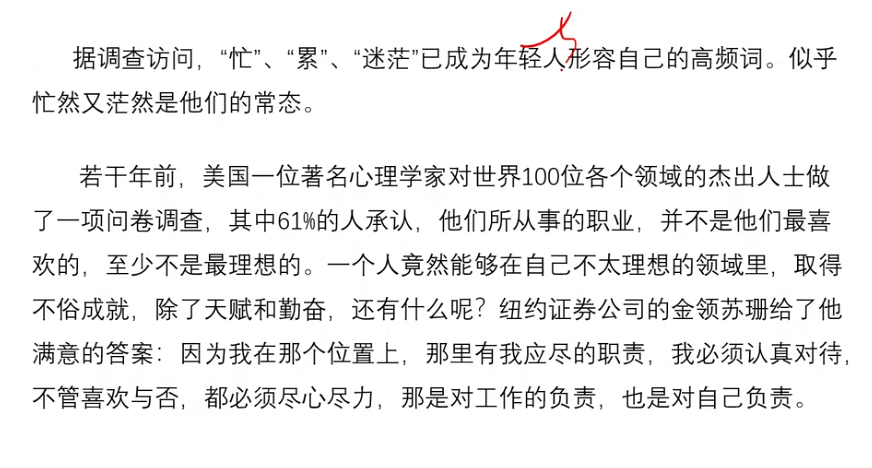 据调查访问，“忙”、“累”、“迷茫”已成为年轻人形容自己的高频词。似乎
忙然又茫然是他们的常态。
若干年前，美国一位著名心理学家对世界100位各个领域的杰出人士做
了一项问卷调查，其中61%的人承认，他们所从事的职业，并不是他们最喜
欢的，至少不是最理想的。一个人竟然能够在自己不太理想的领域里，取得
不俗成就，除了天赋和勤奋，还有什么呢？纽约证券公司的金领苏珊给了他
满意的答案：因为我在那个位置上，那里有我应尽的职责，我必须认真对待，
不管喜欢与否，都必须尽心尽力，那是对工作的负责，也是对自己负责。